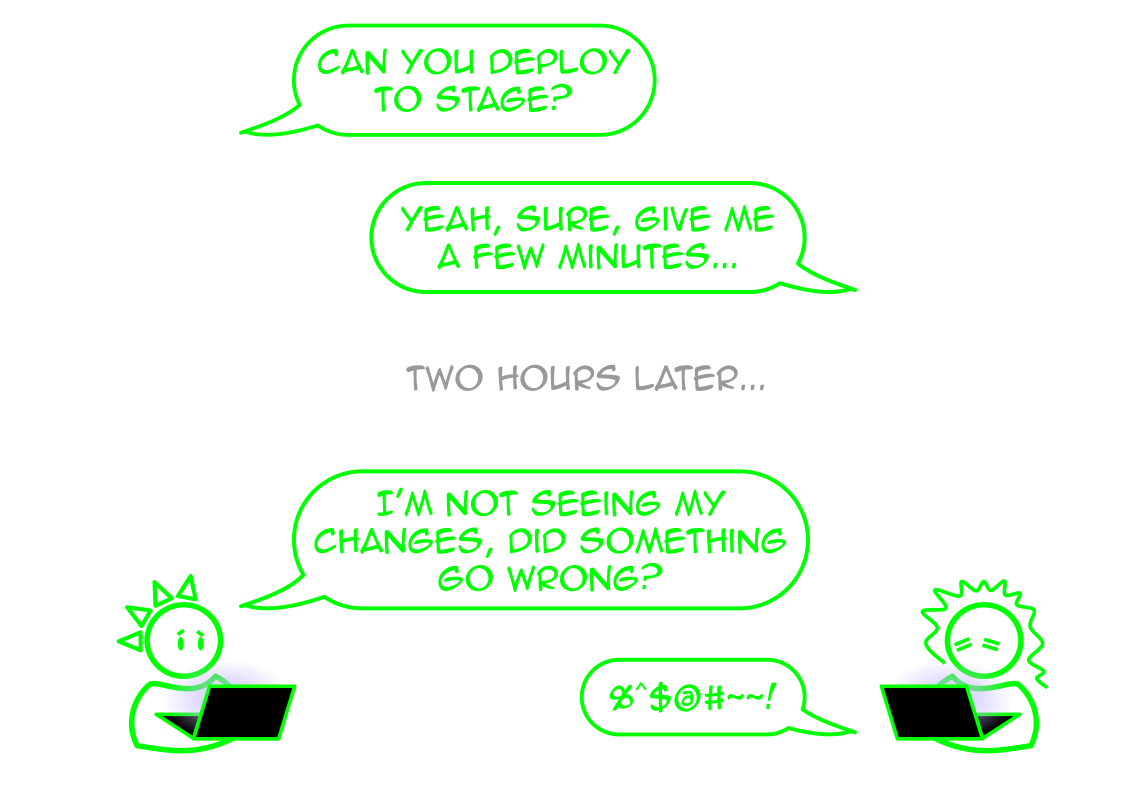 CAN YOU DEPLOY
TO STAGE?
YEAH, SURE, GIVE ME
A FEW MINUTES...
TWO HOURS LATER...
I'M NOT SEEING MY
CHANGES, DID SOMETHING
GO WRONG?
%^$@#~~!